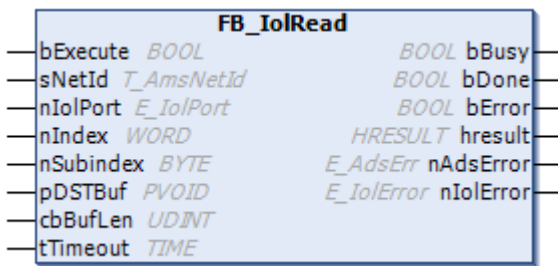 FB_IolRead
bExecute BOOL BOOL bBusy
sNetId T_AmsNetId BOOL bDone
nIolPort E_IolPort BOOL bError
nIndex WORD HRESULT hresult
nSubindex BYTE E_AdsErr nAdsError
pDSTBuf PVOID E_IolError nIolError
cbBufLen UDINT
tTimeout TIME